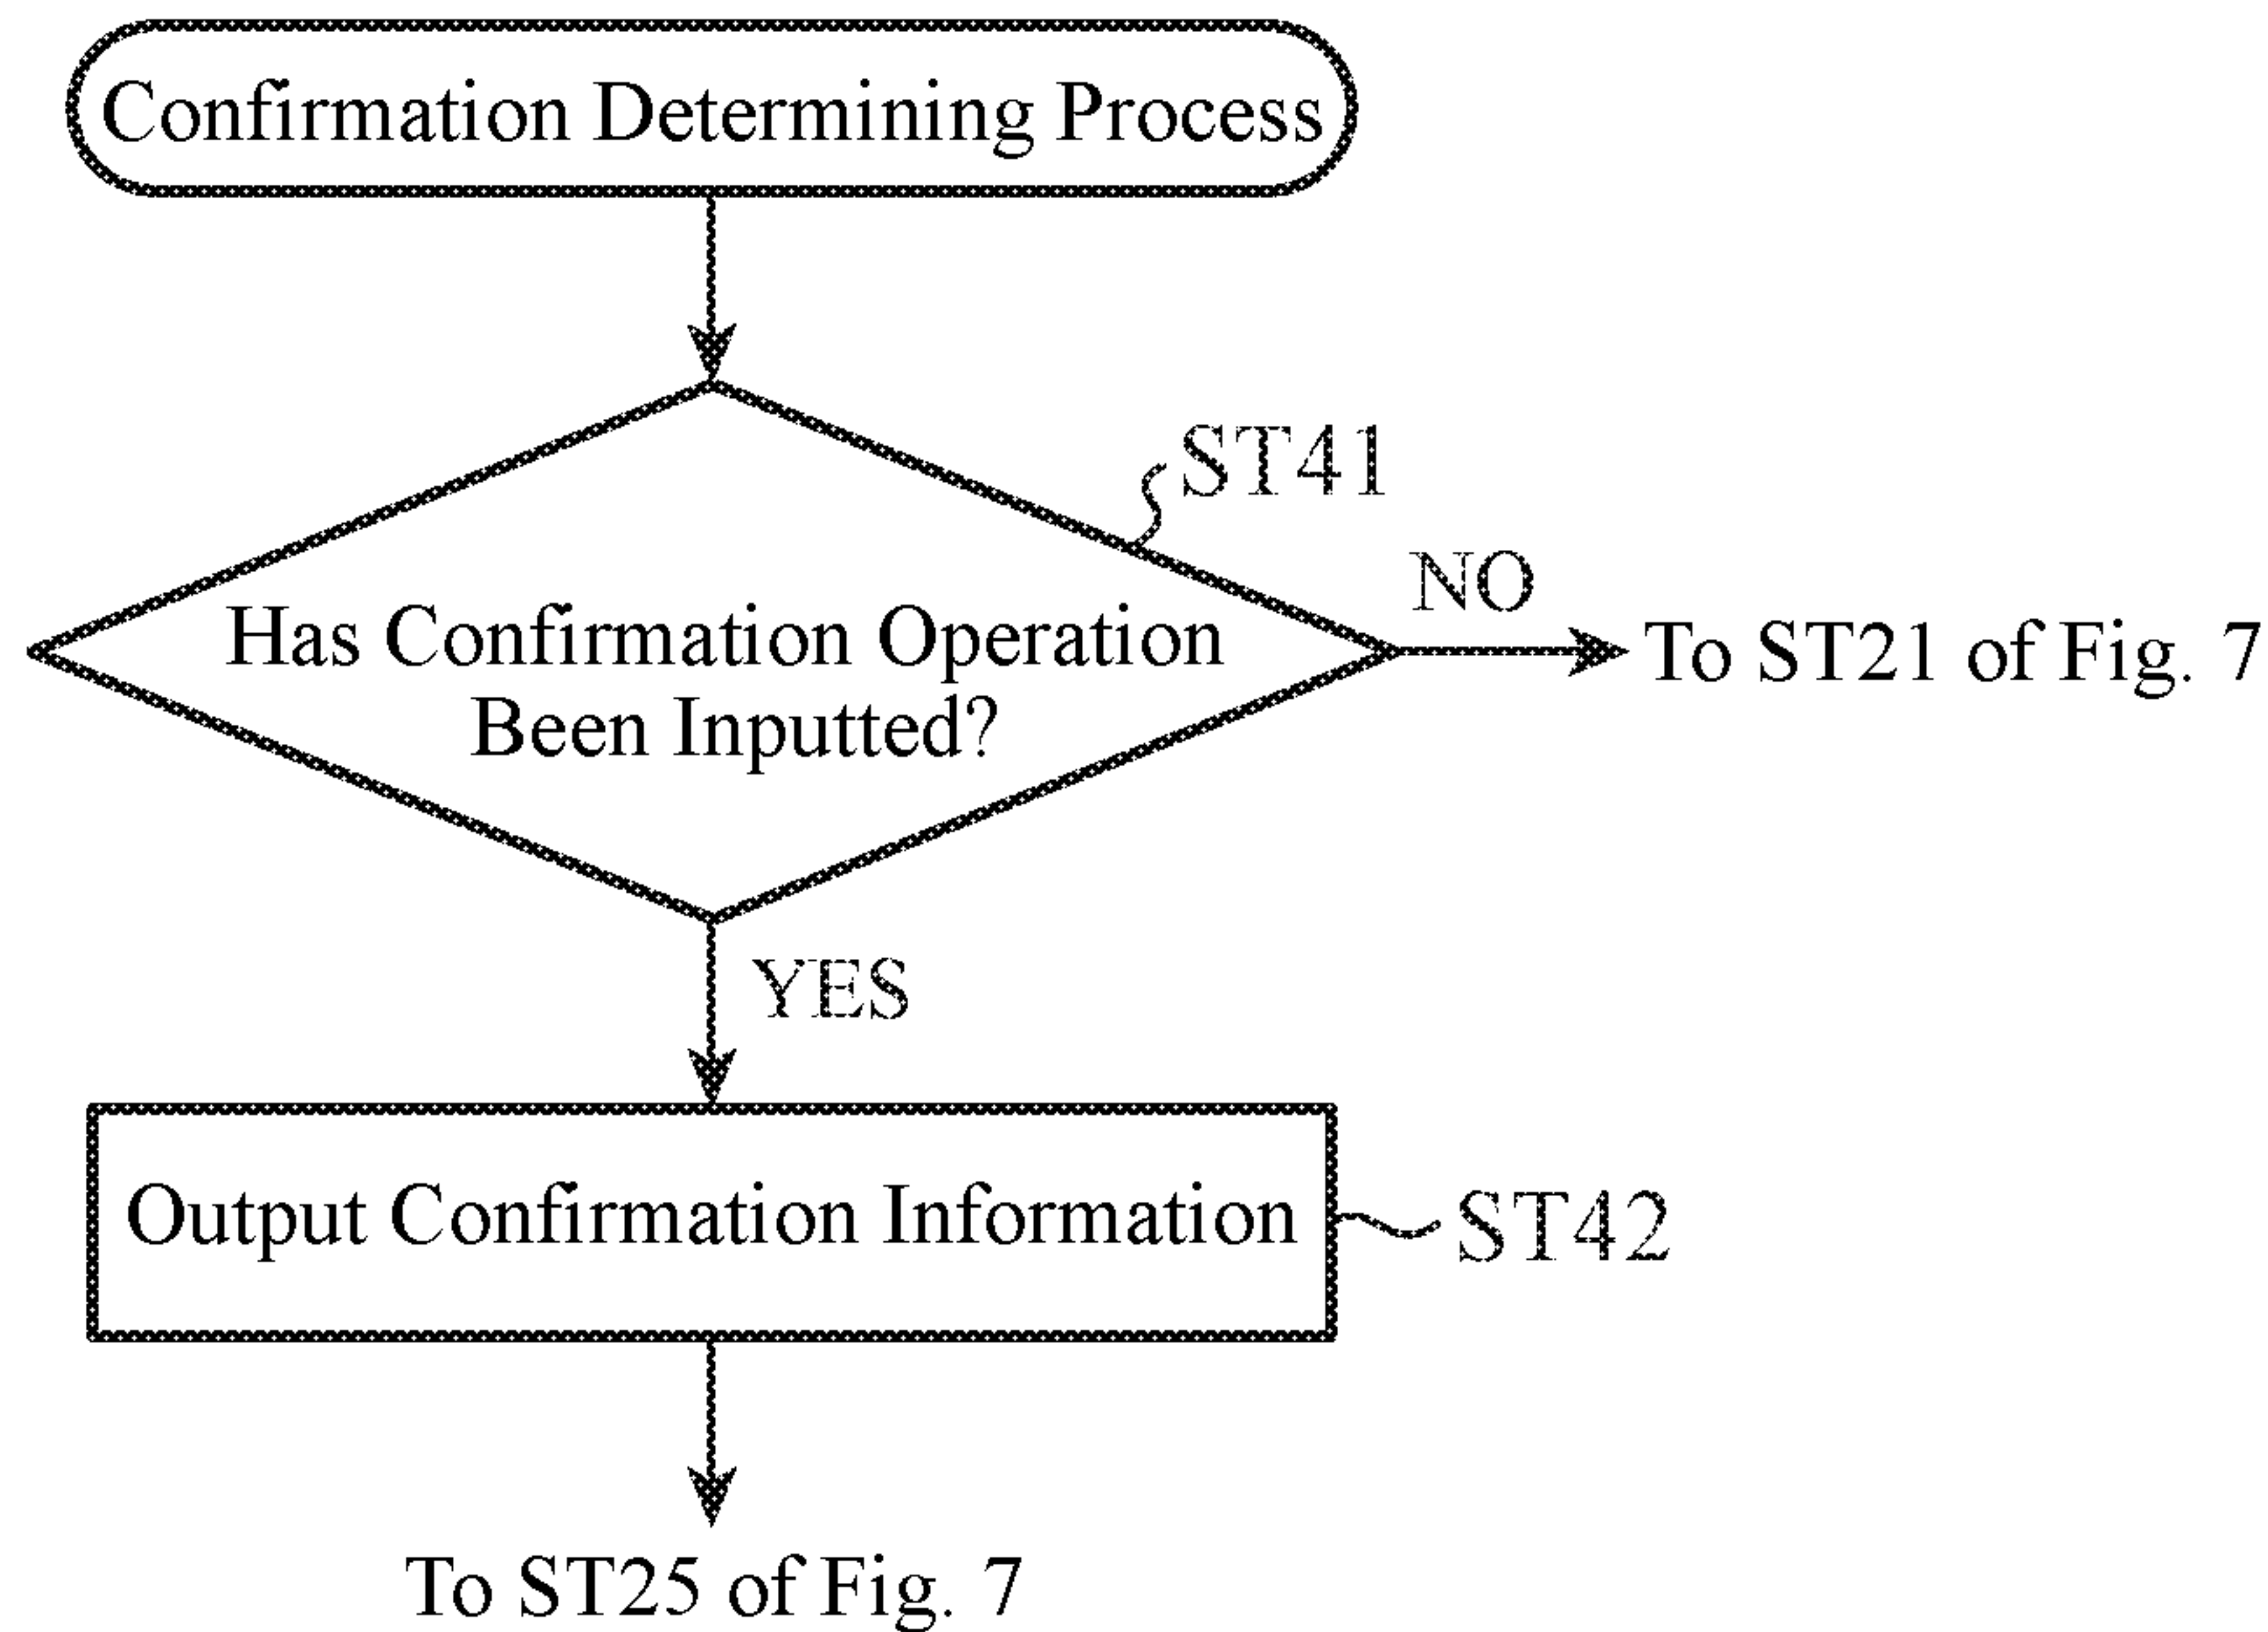 Confirmation Determining Process
ST41
NO
Has Confirmation Operation
Been Inputted?
To ST21 of Fig. 7
YES
Output Confirmation Information
ST42
To ST25 of Fig. 7